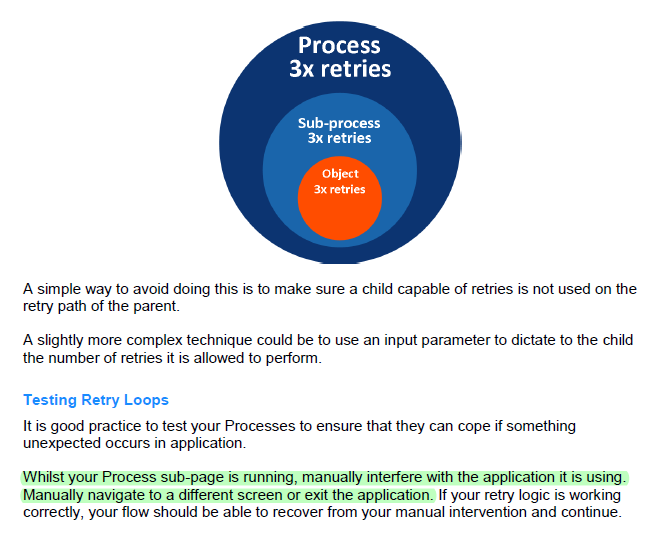 Process
3x retries
Sub-process
3x retries
Object
3x retries
A simple way to avoid doing this is to make sure a child capable of retries is not used on the
retry path of the parent.
A slightly more complex technique could be to use an input parameter to dictate to the child
the number of retries it is allowed to perform.
Testing Retry Loops
It is good practice to test your Processes to ensure that they can cope if something
unexpected occurs in application.
Whilst your Process sub-page is running, manually interfere with the application it is using.
Manually navigate to a different screen or exit the application. If your retry logic is working
correctly, your flow should be able to recover from your manual intervention and continue.